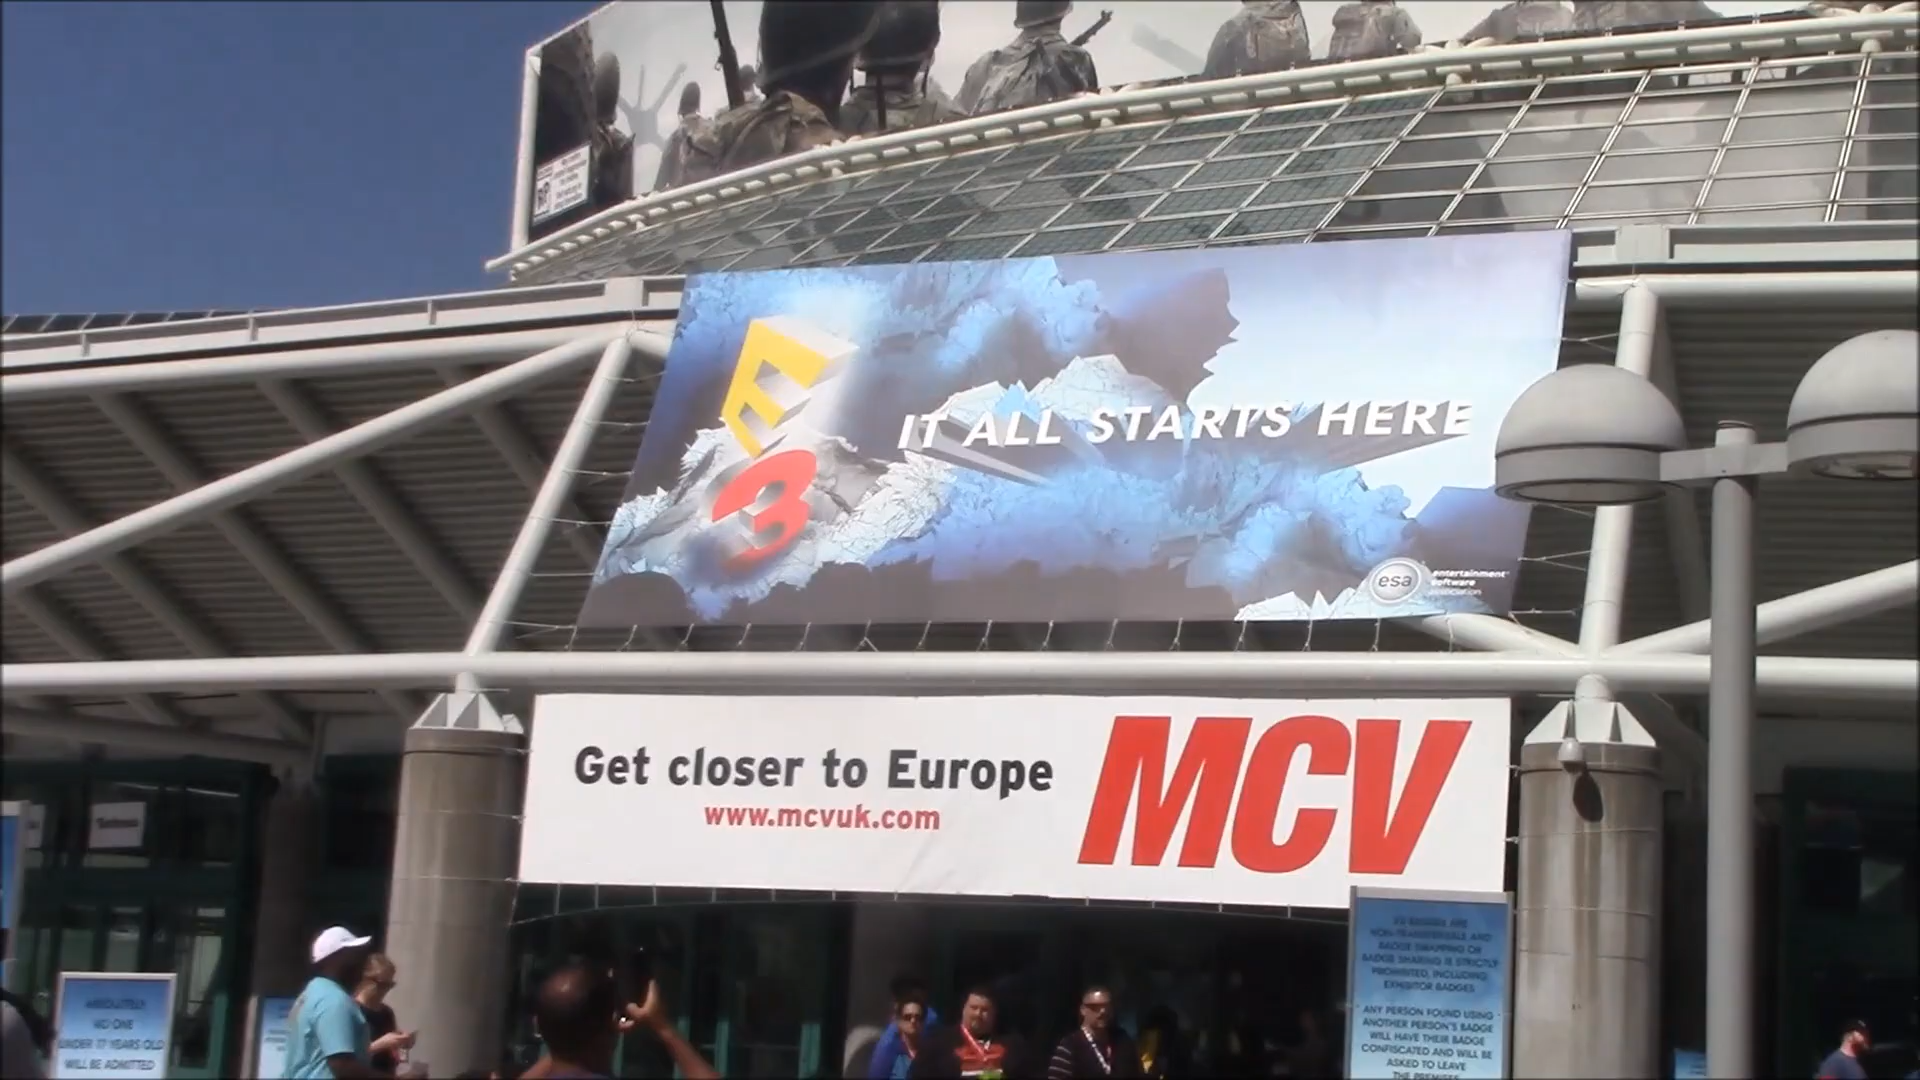 E3
IT ALL STARTS HERE
esa entertainment
software
association
Get closer to Europe
www.mcvuk.com
MCV
ABSOLUTELY
NO ONE
UNDER 17 YEARS OLD
WILL BE ADMITTED
NON-TRANSFERABLE AND
BADGE SWAPPING OR
BADGE SHARING IS STRICTLY
PROHIBITED, INCLUDING
EXHIBITOR BADGES
ANY PERSON FOUND USING
ANOTHER PERSON'S BADGE
WILL HAVE THEIR BADGE
CONFISCATED AND WILL BE
ASKED TO LEAVE
THE PREMISES